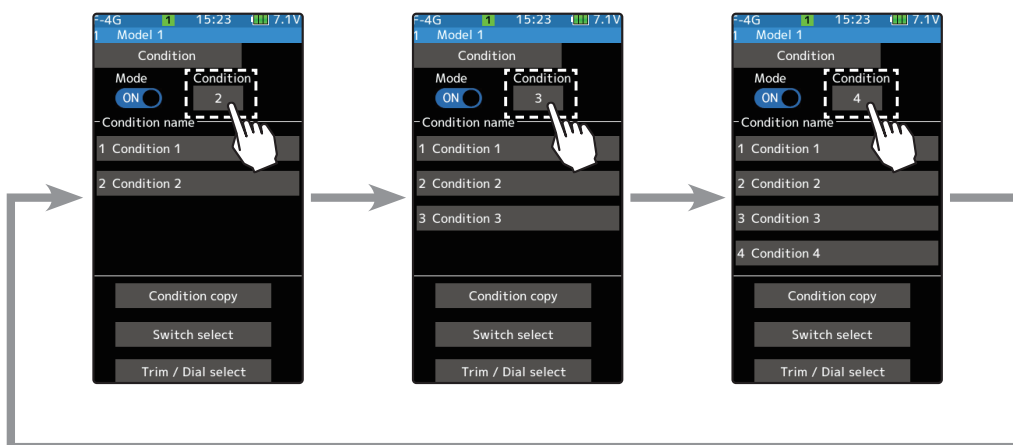 F-4G 1 15:23 7.1V
1 Model 1
Condition
Mode Condition
ON 2
Condition name
1 Condition 1
2 Condition 2
Condition copy
Switch select
Trim / Dial select
F-4G 1 15:23 7.1V
1 Model 1
Condition
Mode Condition
ON 3
Condition name
1 Condition 1
2 Condition 2
3 Condition 3
Condition copy
Switch select
Trim / Dial select
F-4G 1 15:23 7.1V
1 Model 1
Condition
Mode Condition
ON 4
Condition name
1 Condition 1
2 Condition 2
3 Condition 3
4 Condition 4
Condition copy
Switch select
Trim / Dial select